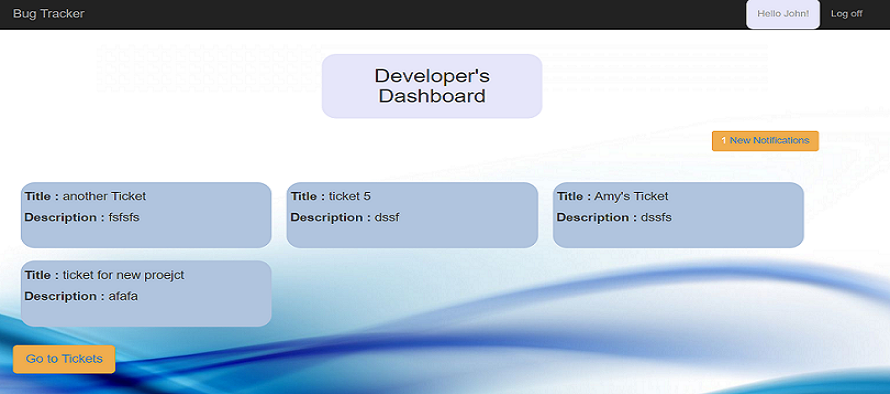 Bug Tracker
Hello John!
Log off
Developer's
Dashboard
1 New Notifications
Title : another Ticket
Description : fsfsfs
Title : ticket 5
Description : dssf
Title : Amy's Ticket
Description : dssfs
Title : ticket for new proejct
Description : afafa
Go to Tickets